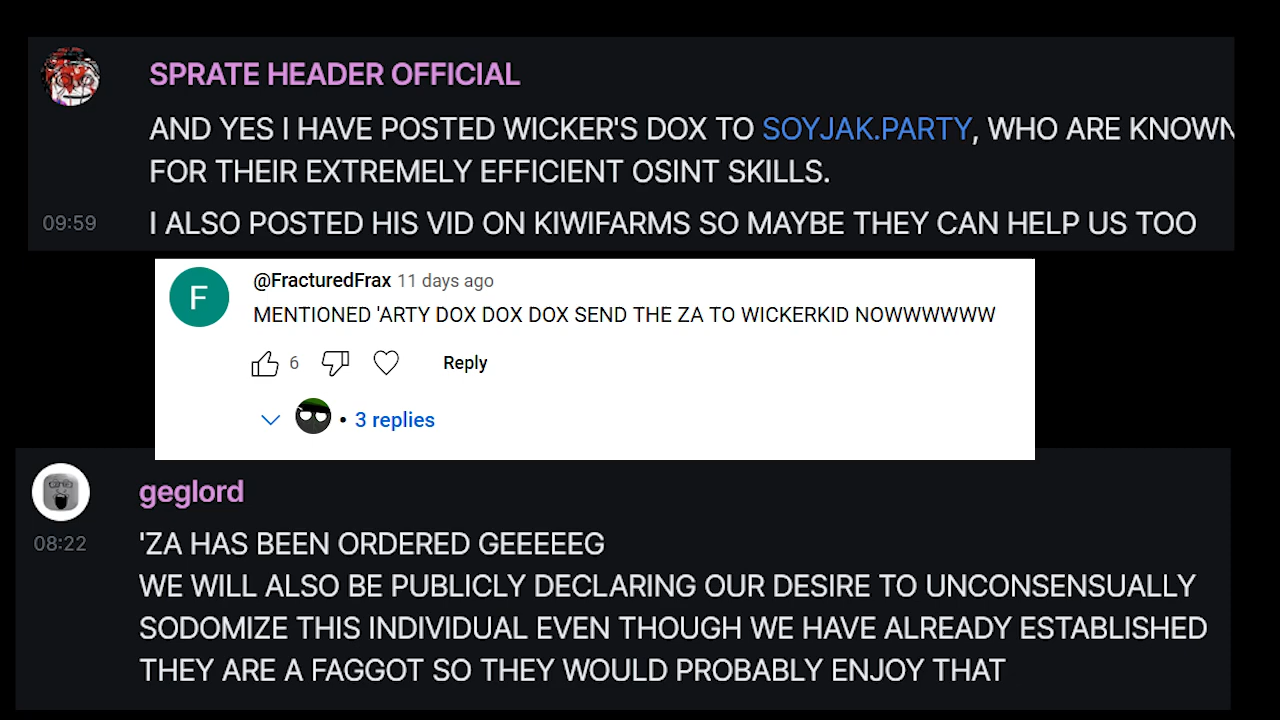 SPRATE HEADER OFFICIAL
AND YES I HAVE POSTED WICKER'S DOX TO SOYJAK.PARTY, WHO ARE KNOWN
FOR THEIR EXTREMELY EFFICIENT OSINT SKILLS.
09:59 I ALSO POSTED HIS VID ON KIWIFARMS SO MAYBE THEY CAN HELP US TOO
F @FracturedFrax 11 days ago
MENTIONED 'ARTY DOX DOX DOX SEND THE ZA TO WICKERKID NOWWWWWW
6 Reply
• 3 replies
geglord
08:22 'ZA HAS BEEN ORDERED GEEEEEG
WE WILL ALSO BE PUBLICLY DECLARING OUR DESIRE TO UNCONSENSUALLY
SODOMIZE THIS INDIVIDUAL EVEN THOUGH WE HAVE ALREADY ESTABLISHED
THEY ARE A FAGGOT SO THEY WOULD PROBABLY ENJOY THAT